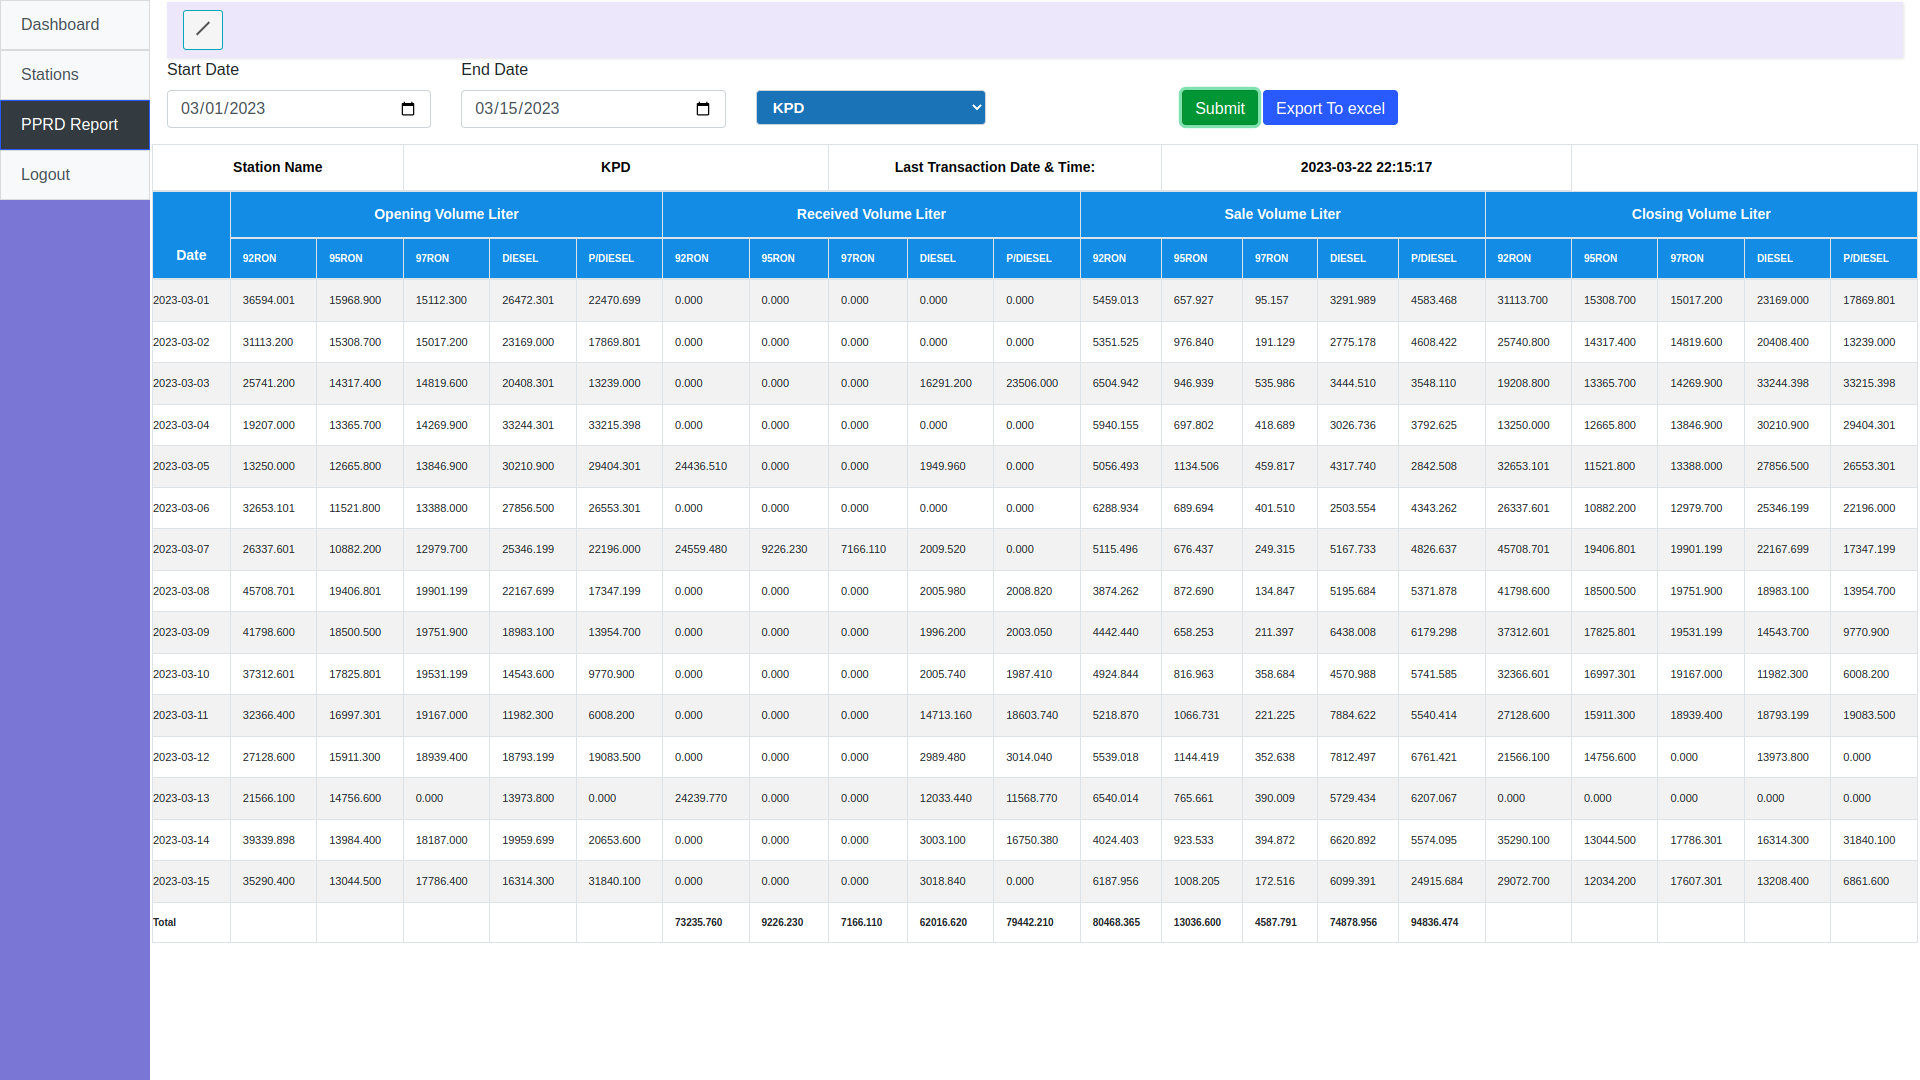 Dashboard
Stations
PPRD Report
Logout
Start Date End Date
03/01/2023 03/15/2023 KPD Submit Export To excel
Station Name KPD Last Transaction Date & Time: 2023-03-22 22:15:17
Date Opening Volume Liter Received Volume Liter Sale Volume Liter Closing Volume Liter
92RON 95RON 97RON DIESEL P/DIESEL 92RON 95RON 97RON DIESEL P/DIESEL 92RON 95RON 97RON DIESEL P/DIESEL 92RON 95RON 97RON DIESEL P/DIESEL
2023-03-01 36594.001 15968.900 15112.300 26472.301 22470.699 0.000 0.000 0.000 0.000 0.000 5459.013 657.927 95.157 3291.989 4583.468 31113.700 15308.700 15017.200 23169.000 17869.801
2023-03-02 31113.200 15308.700 15017.200 23169.000 17869.801 0.000 0.000 0.000 0.000 0.000 5351.525 976.840 191.129 2775.178 4608.422 25740.800 14317.400 14819.600 20408.400 13239.000
2023-03-03 25741.200 14317.400 14819.600 20408.301 13239.000 0.000 0.000 0.000 16291.200 23506.000 6504.942 946.939 535.986 3444.510 3548.110 19208.800 13365.700 14269.900 33244.398 33215.398
2023-03-04 19207.000 13365.700 14269.900 33244.301 33215.398 0.000 0.000 0.000 0.000 0.000 5940.155 697.802 418.689 3026.736 3792.625 13250.000 12665.800 13846.900 30210.900 29404.301
2023-03-05 13250.000 12665.800 13846.900 30210.900 29404.301 24436.510 0.000 0.000 1949.960 0.000 5056.493 1134.506 459.817 4317.740 2842.508 32653.101 11521.800 13388.000 27856.500 26553.301
2023-03-06 32653.101 11521.800 13388.000 27856.500 26553.301 0.000 0.000 0.000 0.000 0.000 6288.934 689.694 401.510 2503.554 4343.262 26337.601 10882.200 12979.700 25346.199 22196.000
2023-03-07 26337.601 10882.200 12979.700 25346.199 22196.000 24559.480 9226.230 7166.110 2009.520 0.000 5115.496 676.437 249.315 5167.733 4826.637 45708.701 19406.801 19901.199 22167.699 17347.199
2023-03-08 45708.701 19406.801 19901.199 22167.699 17347.199 0.000 0.000 0.000 2005.980 2008.820 3874.262 872.690 134.847 5195.684 5371.878 41798.600 18500.500 19751.900 18983.100 13954.700
2023-03-09 41798.600 18500.500 19751.900 18983.100 13954.700 0.000 0.000 0.000 1996.200 2003.050 4442.440 658.253 211.397 6438.008 6179.298 37312.601 17825.801 19531.199 14543.700 9770.900
2023-03-10 37312.601 17825.801 19531.199 14543.600 9770.900 0.000 0.000 0.000 2005.740 1987.410 4924.844 816.963 358.684 4570.988 5741.585 32366.601 16997.301 19167.000 11982.300 6008.200
2023-03-11 32366.400 16997.301 19167.000 11982.300 6008.200 0.000 0.000 0.000 14713.160 18603.740 5218.870 1066.731 221.225 7884.622 5540.414 27128.600 15911.300 18939.400 18793.199 19083.500
2023-03-12 27128.600 15911.300 18939.400 18793.199 19083.500 0.000 0.000 0.000 2989.480 3014.040 5539.018 1144.419 352.638 7812.497 6761.421 21566.100 14756.600 0.000 13973.800 0.000
2023-03-13 21566.100 14756.600 0.000 13973.800 0.000 24239.770 0.000 0.000 12033.440 11568.770 6540.014 765.661 390.009 5729.434 6207.067 0.000 0.000 0.000 0.000 0.000
2023-03-14 39339.898 13984.400 18187.000 19959.699 20653.600 0.000 0.000 0.000 3003.100 16750.380 4024.403 923.533 394.872 6620.892 5574.095 35290.100 13044.500 17786.301 16314.300 31840.100
2023-03-15 35290.400 13044.500 17786.400 16314.300 31840.100 0.000 0.000 0.000 3018.840 0.000 6187.956 1008.205 172.516 6099.391 24915.684 29072.700 12034.200 17607.301 13208.400 6861.600
Total 73235.760 9226.230 7166.110 62016.620 79442.210 80468.365 13036.600 4587.791 74878.956 94836.474